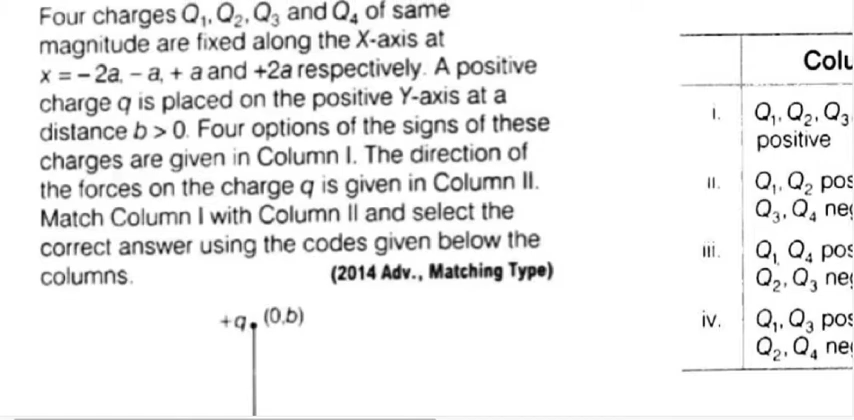 Four charges Q₁, Q₂, Q₃ and Q₄ of same
magnitude are fixed along the X-axis at
x = – 2a, – a, + a and +2a respectively. A positive
charge q is placed on the positive Y-axis at a
distance b > 0. Four options of the signs of these
charges are given in Column I. The direction of
the forces on the charge q is given in Column II.
Match Column I with Column II and select the
correct answer using the codes given below the
columns. (2014 Adv., Matching Type)
+q (0,b)
Colu
i. Q₁, Q₂, Q₃
positive
ii. Q₁, Q₂ pos
Q₃, Q₄ neg
iii. Q₁, Q₄ pos
Q₂, Q₃ neg
iv. Q₁, Q₃ pos
Q₂, Q₄ neg